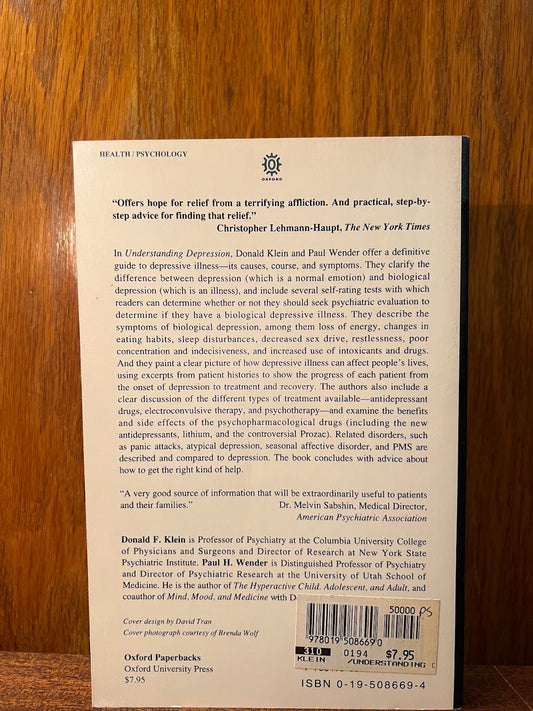 HEALTH / PSYCHOLOGY
OXFORD
“Offers hope for relief from a terrifying affliction. And practical, step-by-
step advice for finding that relief.”
Christopher Lehmann-Haupt, The New York Times
In Understanding Depression, Donald Klein and Paul Wender offer a definitive
guide to depressive illness—its causes, course, and symptoms. They clarify the
difference between depression (which is a normal emotion) and biological
depression (which is an illness), and include several self-rating tests with which
readers can determine whether or not they should seek psychiatric evaluation to
determine if they have a biological depressive illness. They describe the
symptoms of biological depression, among them loss of energy, changes in
eating habits, sleep disturbances, decreased sex drive, restlessness, poor
concentration and indecisiveness, and increased use of intoxicants and drugs.
And they paint a clear picture of how depressive illness can affect people’s lives,
using excerpts from patient histories to show the progress of each patient from
the onset of depression to treatment and recovery. The authors also include a
clear discussion of the different types of treatment available—antidepressant
drugs, electroconvulsive therapy, and psychotherapy—and examine the benefits
and side effects of the psychopharmacological drugs (including the new
antidepressants, lithium, and the controversial Prozac). Related disorders, such
as panic attacks, atypical depression, seasonal affective disorder, and PMS are
described and compared to depression. The book concludes with advice about
how to get the right kind of help.
“A very good source of information that will be extraordinarily useful to patients
and their families.” Dr. Melvin Sabshin, Medical Director,
American Psychiatric Association
Donald F. Klein is Professor of Psychiatry at the Columbia University College
of Physicians and Surgeons and Director of Research at New York State
Psychiatric Institute. Paul H. Wender is Distinguished Professor of Psychiatry
and Director of Psychiatric Research at the University of Utah School of
Medicine. He is the author of The Hyperactive Child, Adolescent, and Adult, and
coauthor of Mind, Mood, and Medicine with D
Cover design by David Tran
Cover photograph courtesy of Brenda Wolf
Oxford Paperbacks
Oxford University Press
$7.95
50000 PS
9780195086690
310 0194 $7.95
KLEIN /UNDERSTANDING
ISBN 0-19-508669-4